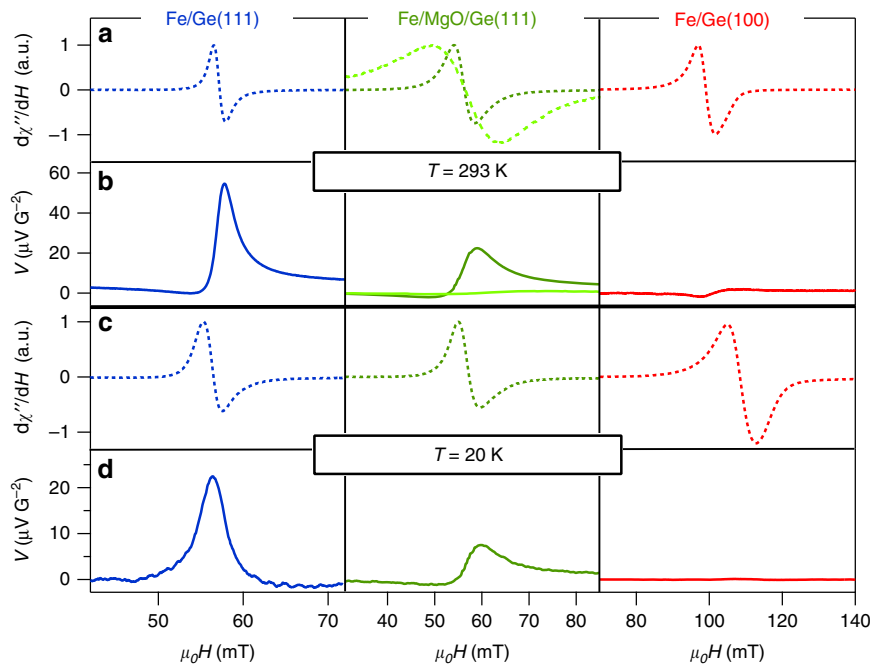 Fe/Ge(111) Fe/MgO/Ge(111) Fe/Ge(100)
a
dχ″/dH (a.u.)
1
0
−1
T = 293 K
b
V (μV G⁻²)
60
40
20
0
c
dχ″/dH (a.u.)
1
0
−1
T = 20 K
d
V (μV G⁻²)
20
10
0
50 60 70 40 50 60 70 80 80 100 120 140
μ₀H (mT) μ₀H (mT) μ₀H (mT)